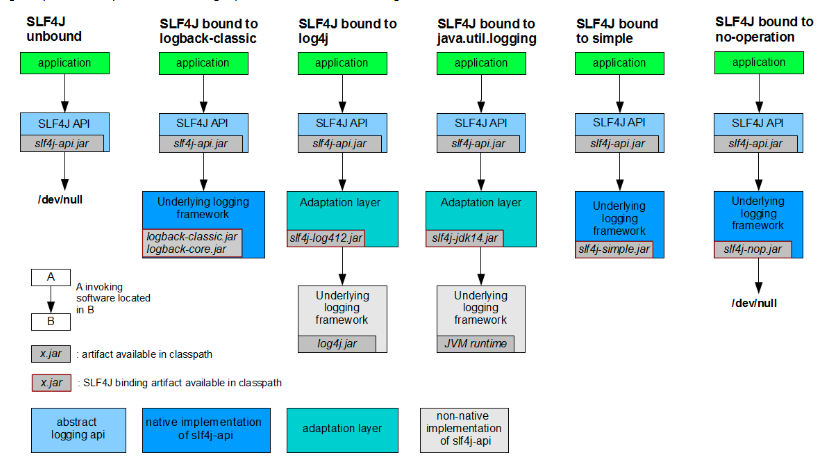 SLF4J
unbound
SLF4J bound to
logback-classic
SLF4J bound to
log4j
SLF4J bound to
java.util.logging
SLF4J bound
to simple
SLF4J bound to
no-operation
application
application
application
application
application
application
SLF4J API
slf4j-api.jar
SLF4J API
slf4j-api.jar
SLF4J API
slf4j-api.jar
SLF4J API
slf4j-api.jar
SLF4J API
slf4j-api.jar
SLF4J API
slf4j-api.jar
/dev/null
Underlying logging
framework
logback-classic.jar
logback-core.jar
Adaptation layer
slf4j-log412.jar
Adaptation layer
slf4j-jdk14.jar
Underlying
logging
framework
slf4j-simple.jar
Underlying
logging
framework
slf4j-nop.jar
Underlying
logging
framework
log4j.jar
Underlying
logging
framework
JVM runtime
/dev/null
A
A invoking
software located
in B
B
x.jar
: artifact available in classpath
x.jar
: SLF4J binding artifact available in classpath
abstract
logging api
native implementation
of slf4j-api
adaptation layer
non-native
implementation
of slf4j-api